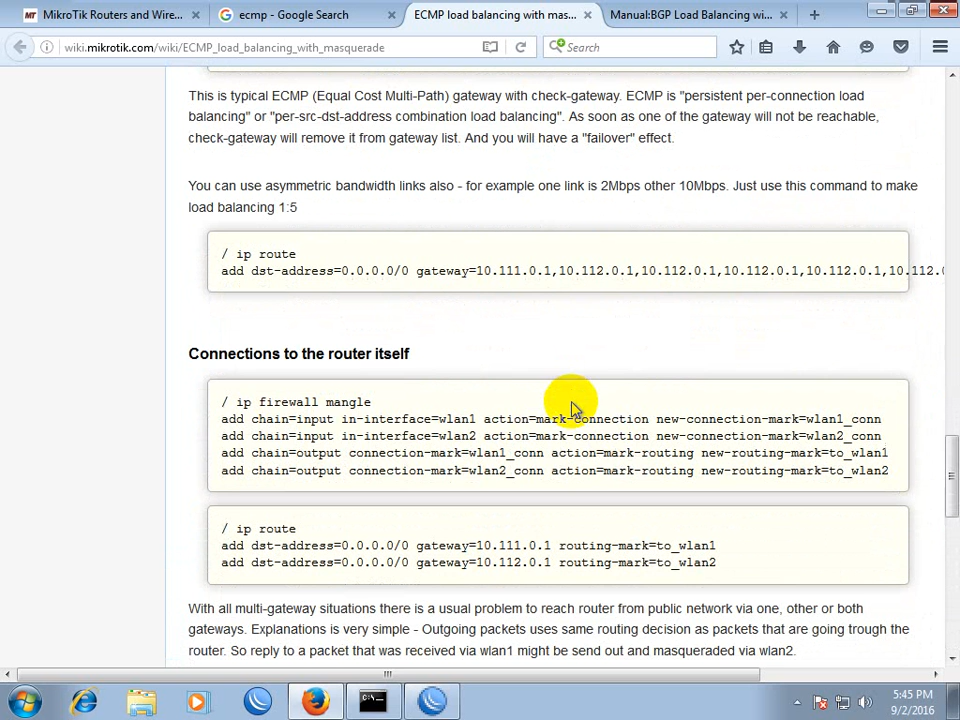 MikroTik Routers and Wire...
ecmp - Google Search
ECMP load balancing with mas...
Manual:BGP Load Balancing wi...
wiki.mikrotik.com/wiki/ECMP_load_balancing_with_masquerade
Search
This is typical ECMP (Equal Cost Multi-Path) gateway with check-gateway. ECMP is "persistent per-connection load
balancing" or "per-src-dst-address combination load balancing". As soon as one of the gateway will not be reachable,
check-gateway will remove it from gateway list. And you will have a "failover" effect.
You can use asymmetric bandwidth links also - for example one link is 2Mbps other 10Mbps. Just use this command to make
load balancing 1:5
/ ip route
add dst-address=0.0.0.0/0 gateway=10.111.0.1,10.112.0.1,10.112.0.1,10.112.0.1,10.112.0.1,10.112.0
Connections to the router itself
/ ip firewall mangle
add chain=input in-interface=wlan1 action=mark-connection new-connection-mark=wlan1_conn
add chain=input in-interface=wlan2 action=mark-connection new-connection-mark=wlan2_conn
add chain=output connection-mark=wlan1_conn action=mark-routing new-routing-mark=to_wlan1
add chain=output connection-mark=wlan2_conn action=mark-routing new-routing-mark=to_wlan2
/ ip route
add dst-address=0.0.0.0/0 gateway=10.111.0.1 routing-mark=to_wlan1
add dst-address=0.0.0.0/0 gateway=10.112.0.1 routing-mark=to_wlan2
With all multi-gateway situations there is a usual problem to reach router from public network via one, other or both
gateways. Explanations is very simple - Outgoing packets uses same routing decision as packets that are going trough the
router. So reply to a packet that was received via wlan1 might be send out and masqueraded via wlan2.
5:45 PM
9/2/2016